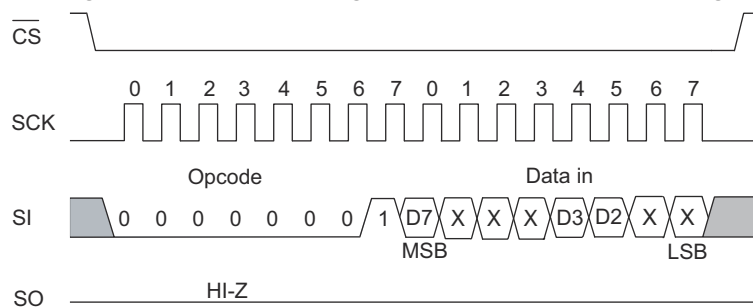 CS
0 1 2 3 4 5 6 7 0 1 2 3 4 5 6 7
SCK
Opcode Data in
SI 0 0 0 0 0 0 0 1 D7 X X X D3 D2 X X
MSB LSB
HI-Z
SO